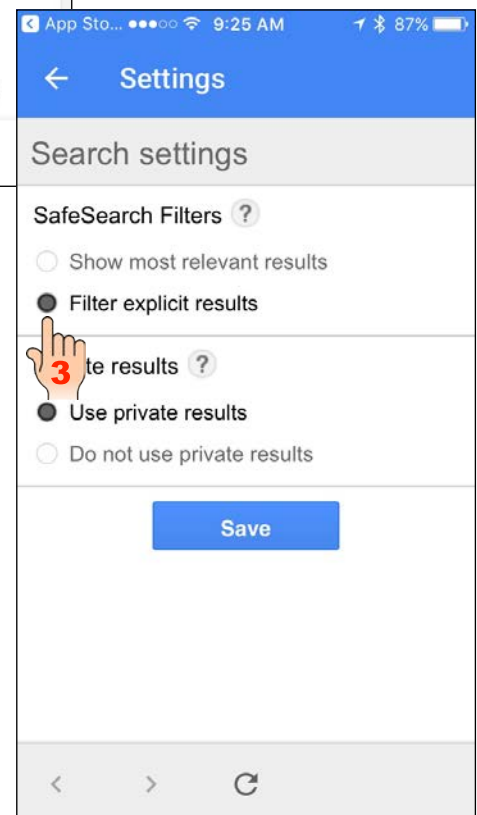 App Sto... 9:25 AM 87%
Settings
Search settings
SafeSearch Filters ?
Show most relevant results
Filter explicit results
3 te results ?
Use private results
Do not use private results
Save